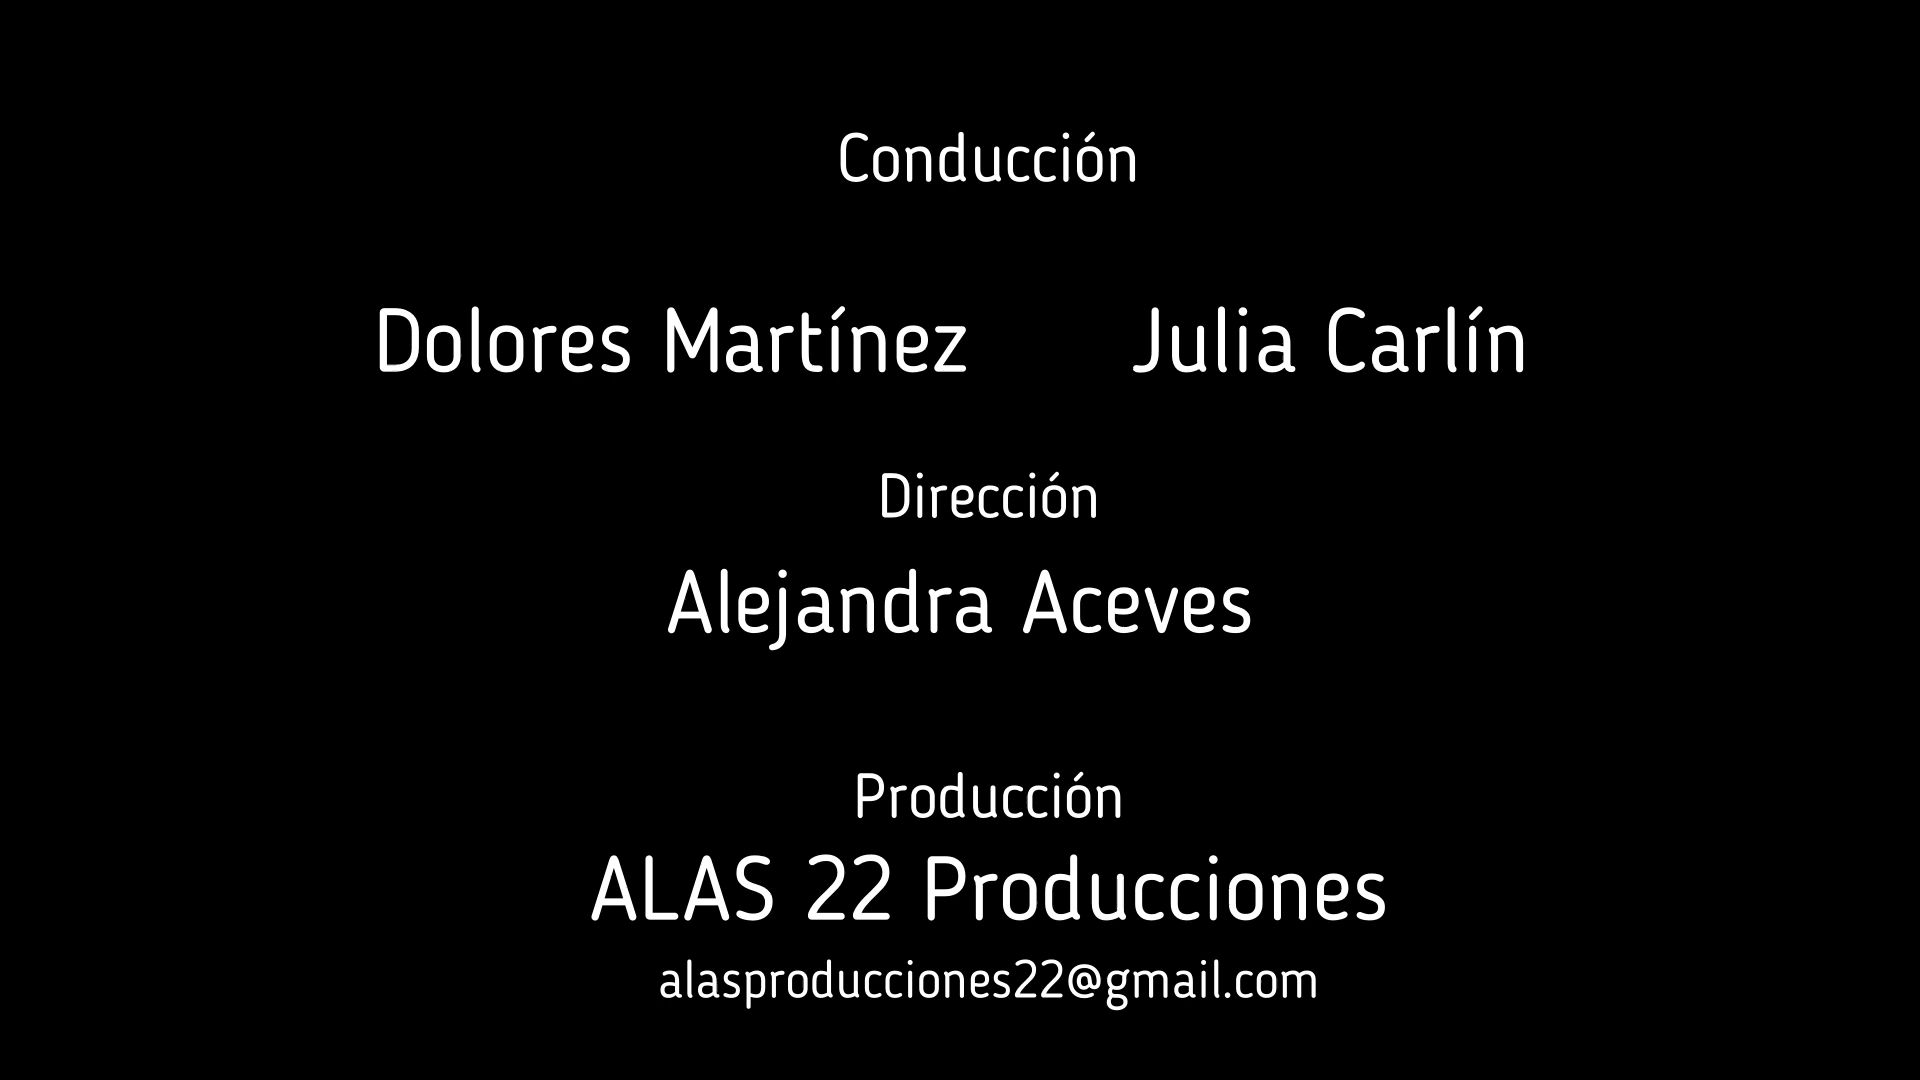 Conducción
Dolores Martínez Julia Carlín
Dirección
Alejandra Aceves
Producción
ALAS 22 Producciones
alasproducciones22@gmail.com